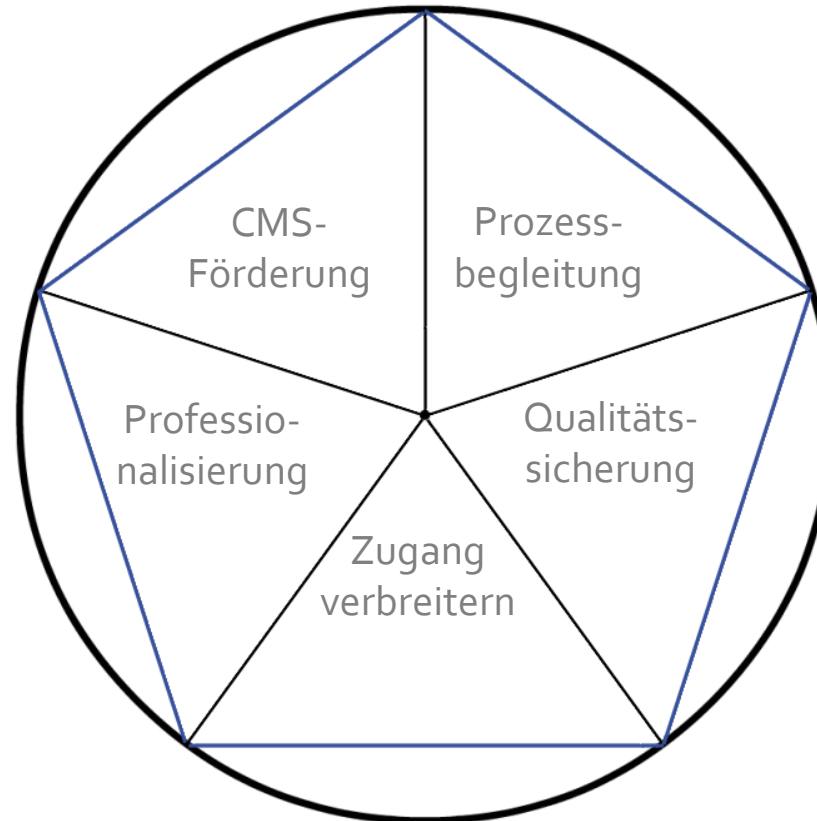 CMS-
Förderung
Prozess-
begleitung
Professio-
nalisierung
Qualitäts-
sicherung
Zugang
verbreitern